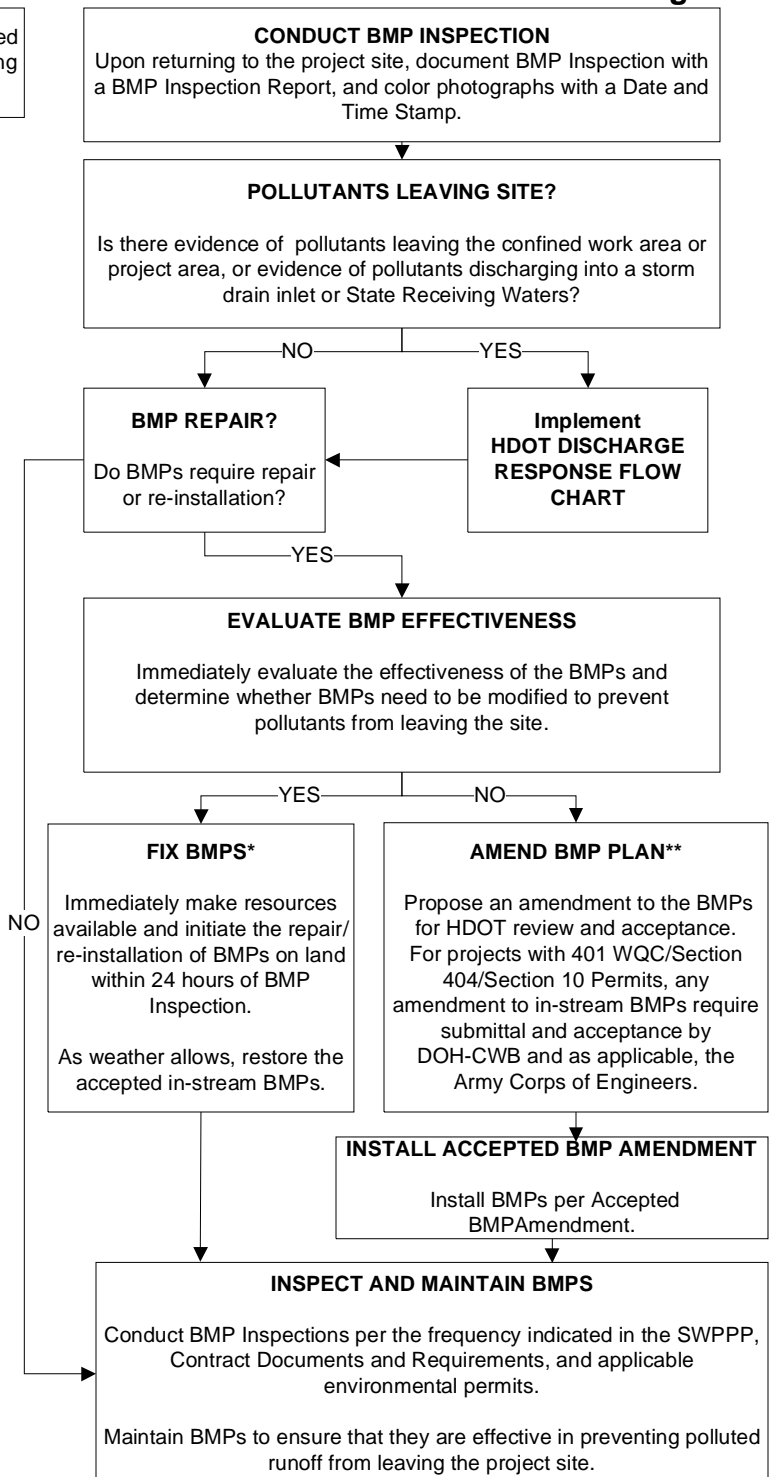 CONDUCT BMP INSPECTION
Upon returning to the project site, document BMP Inspection with
a BMP Inspection Report, and color photographs with a Date and
Time Stamp.
POLLUTANTS LEAVING SITE?
Is there evidence of pollutants leaving the confined work area or
project area, or evidence of pollutants discharging into a storm
drain inlet or State Receiving Waters?
NO
YES
BMP REPAIR?
Do BMPs require repair
or re-installation?
Implement
HDOT DISCHARGE
RESPONSE FLOW
CHART
YES
EVALUATE BMP EFFECTIVENESS
Immediately evaluate the effectiveness of the BMPs and
determine whether BMPs need to be modified to prevent
pollutants from leaving the site.
YES
NO
FIX BMPS*
Immediately make resources
available and initiate the repair/
re-installation of BMPs on land
within 24 hours of BMP
Inspection.
As weather allows, restore the
accepted in-stream BMPs.
AMEND BMP PLAN**
Propose an amendment to the BMPs
for HDOT review and acceptance.
For projects with 401 WQC/Section
404/Section 10 Permits, any
amendment to in-stream BMPs require
submittal and acceptance by
DOH-CWB and as applicable, the
Army Corps of Engineers.
NO
INSTALL ACCEPTED BMP AMENDMENT
Install BMPs per Accepted
BMPAmendment.
INSPECT AND MAINTAIN BMPS
Conduct BMP Inspections per the frequency indicated in the SWPPP,
Contract Documents and Requirements, and applicable
environmental permits.
Maintain BMPs to ensure that they are effective in preventing polluted
runoff from leaving the project site.